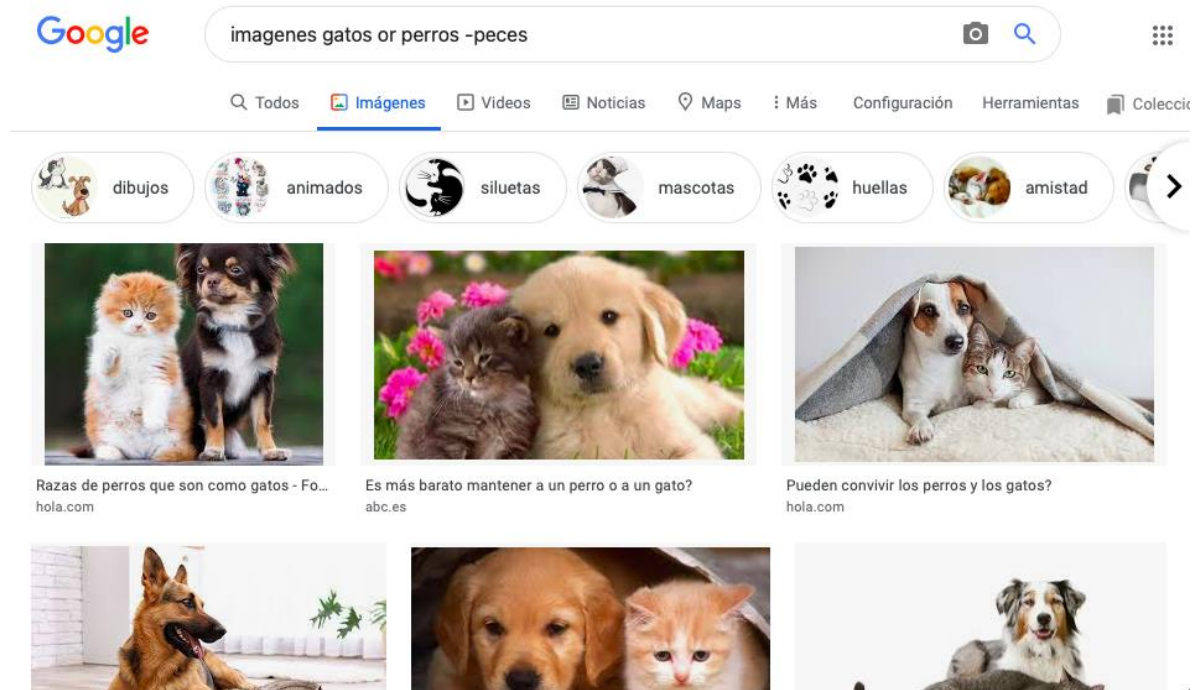 Google
imagenes gatos or perros -peces
Todos Imágenes Videos Noticias Maps Más Configuración Herramientas
dibujos animados siluetas mascotas huellas amistad
Razas de perros que son como gatos - Fo...
hola.com
Es más barato mantener a un perro o a un gato?
abc.es
Pueden convivir los perros y los gatos?
hola.com